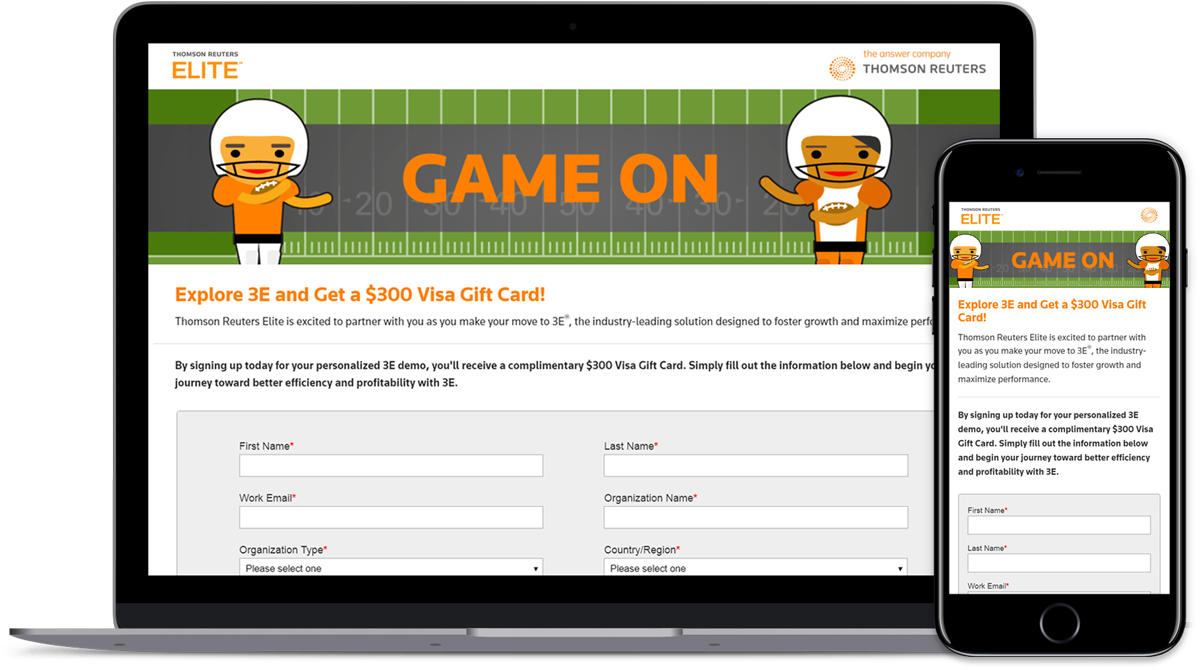 THOMSON REUTERS
ELITE™
the answer company
THOMSON REUTERS
GAME ON
20 30 40 50 40 30 20
Explore 3E and Get a $300 Visa Gift Card!
Thomson Reuters Elite is excited to partner with you as you make your move to 3E®, the industry-leading solution designed to foster growth and maximize perfo
By signing up today for your personalized 3E demo, you'll receive a complimentary $300 Visa Gift Card. Simply fill out the information below and begin yo
journey toward better efficiency and profitability with 3E.
First Name*
Last Name*
Work Email*
Organization Name*
Organization Type*
Country/Region*
Please select one
Please select one
THOMSON REUTERS
ELITE™
GAME ON
Explore 3E and Get a $300 Visa Gift
Card!
Thomson Reuters Elite is excited to partner with
you as you make your move to 3E®, the industry-
leading solution designed to foster growth and
maximize performance.
By signing up today for your personalized 3E
demo, you'll receive a complimentary $300 Visa
Gift Card. Simply fill out the information below
and begin your journey toward better efficiency
and profitability with 3E.
First Name*
Last Name*
Work Email*